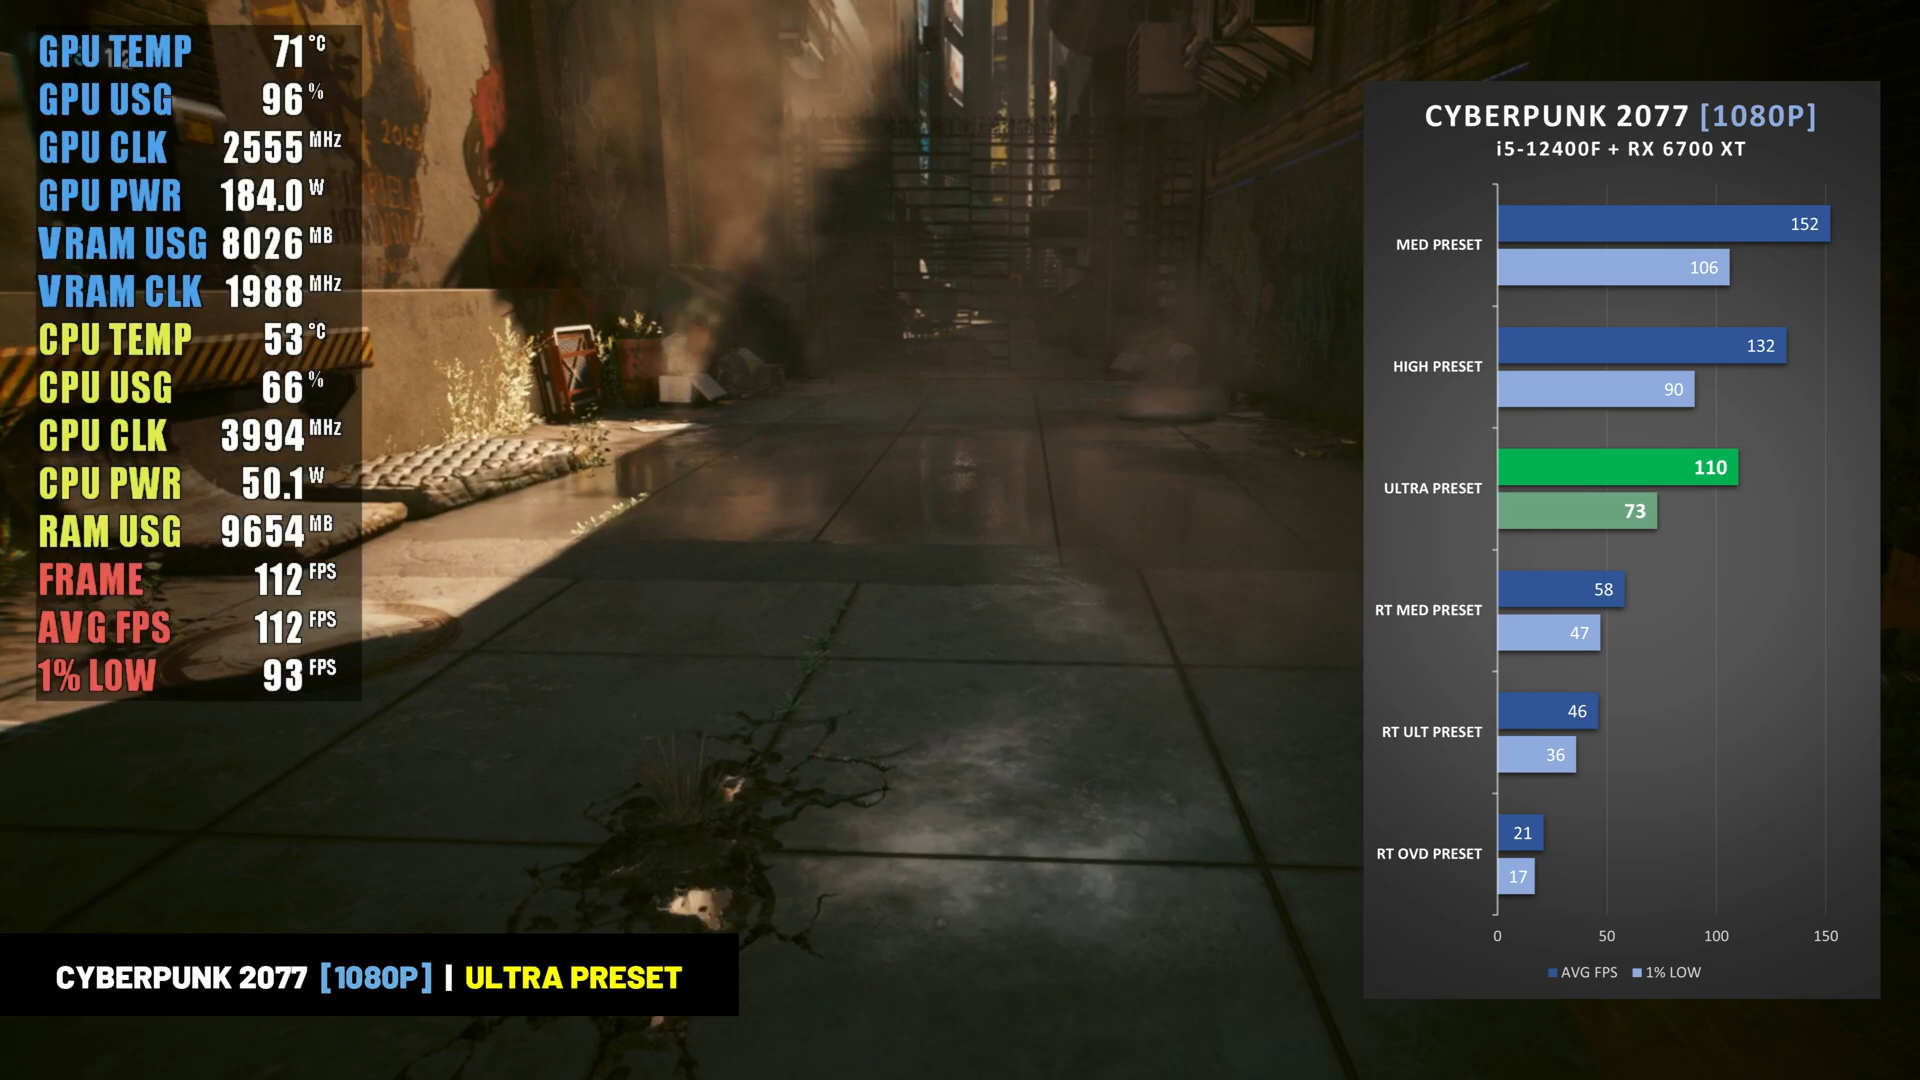 GPU TEMP 71 °C
GPU USG 96 %
GPU CLK 2555 MHz
GPU PWR 184.0 W
VRAM USG 8026 MB
VRAM CLK 1988 MHz
CPU TEMP 53 °C
CPU USG 66 %
CPU CLK 3994 MHz
CPU PWR 50.1 W
RAM USG 9654 MB
FRAME 112 FPS
AVG FPS 112 FPS
1% LOW 93 FPS
CYBERPUNK 2077 [1080P] | ULTRA PRESET
CYBERPUNK 2077 [1080P]
i5-12400F + RX 6700 XT
MED PRESET 152
106
HIGH PRESET 132
90
ULTRA PRESET 110
73
RT MED PRESET 58
47
RT ULT PRESET 46
36
RT OVD PRESET 21
17
0 50 100 150
AVG FPS 1% LOW